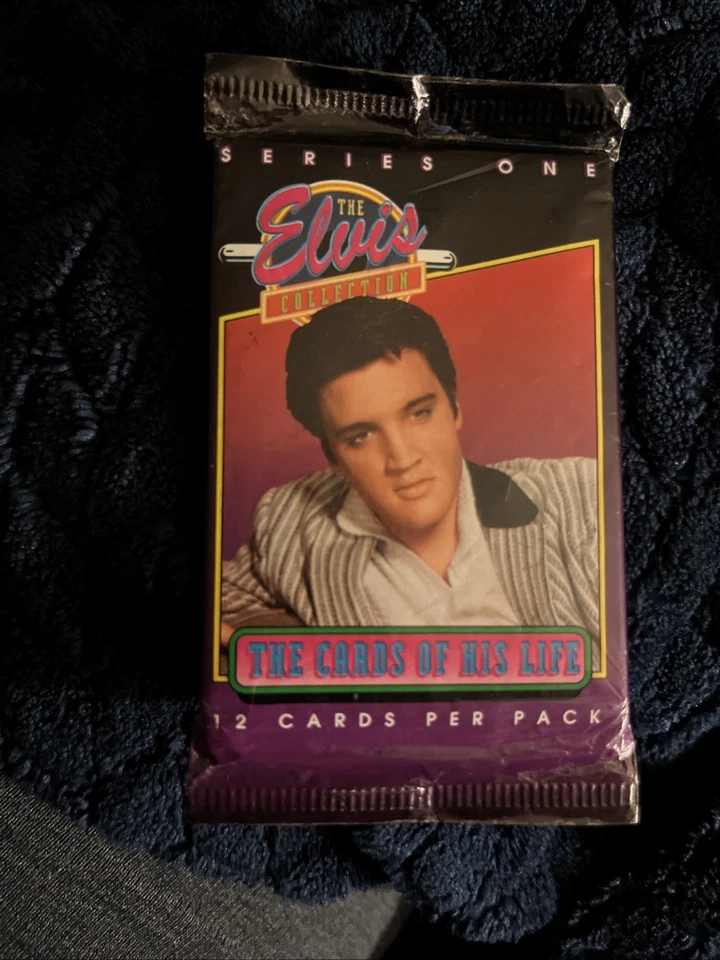 SERIES ONE
THE
Elvis
COLLECTION
THE CARDS OF HIS LIFE
12 CARDS PER PACK